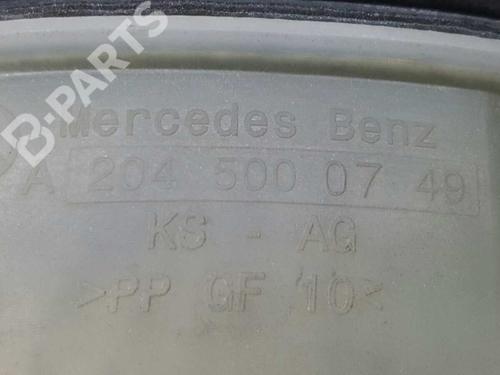 B-PARTS
Mercedes Benz
A 204 500 07 49
KS - AG
>PP GF 10<